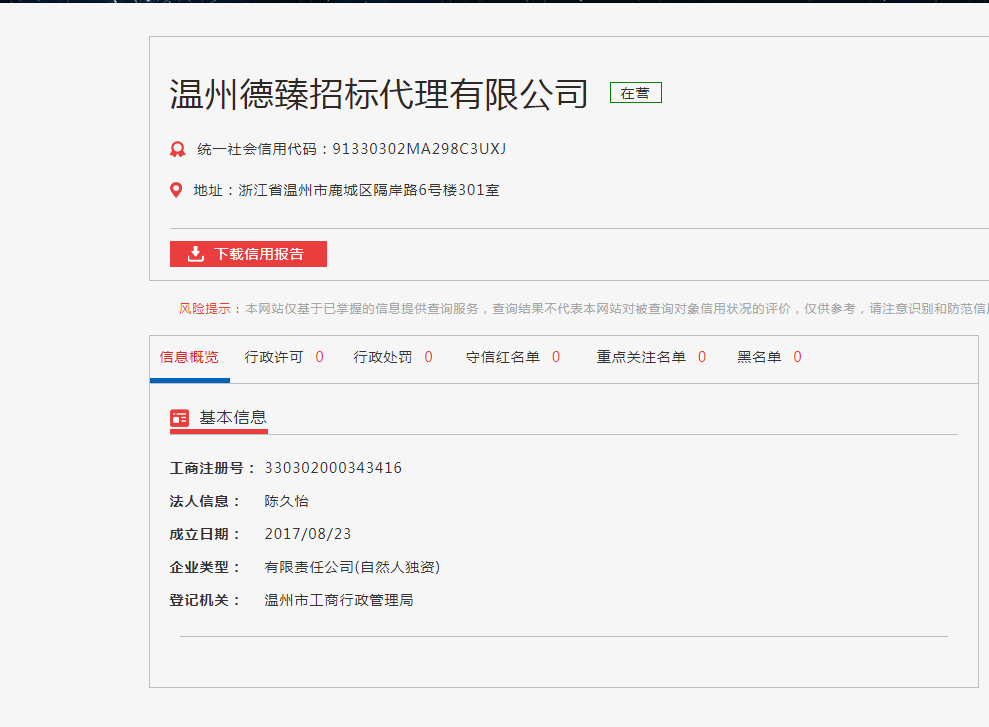 温州德臻招标代理有限公司 在营
统一社会信用代码：91330302MA298C3UXJ
地址：浙江省温州市鹿城区隔岸路6号楼301室
下载信用报告
风险提示：本网站仅基于已掌握的信息提供查询服务，查询结果不代表本网站对被查询对象信用状况的评价，仅供参考，请注意识别和防范信
信息概览 行政许可 0 行政处罚 0 守信红名单 0 重点关注名单 0 黑名单 0
基本信息
工商注册号： 330302000343416
法人信息： 陈久怡
成立日期： 2017/08/23
企业类型： 有限责任公司(自然人独资)
登记机关： 温州市工商行政管理局